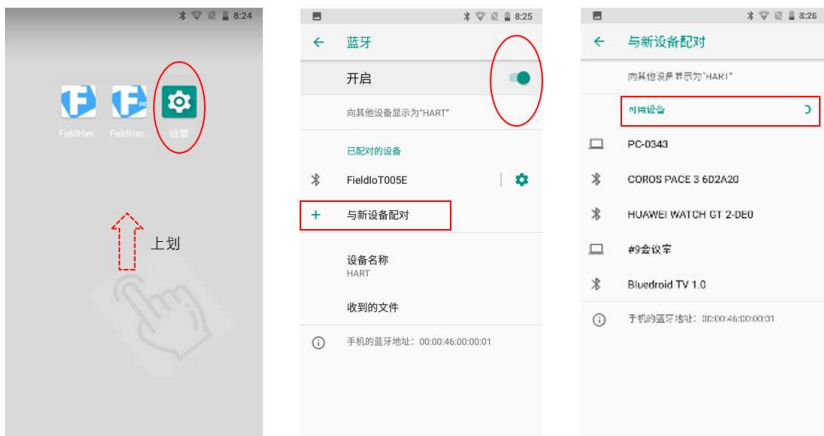 8:24
FieldHan..
FieldHan..
设置
上划
8:25
蓝牙
开启
向其他设备显示为"HART"
已配对的设备
FieldIoT005E
与新设备配对
设备名称
HART
收到的文件
手机的蓝牙地址：00:00:46:00:00:01
8:26
与新设备配对
向其他设备显示为"HART"
可用设备
PC-0343
COROS PACE 3 6D2A20
HUAWEI WATCH GT 2-DE0
#9会议室
Bluedroid TV 1.0
手机的蓝牙地址：00:00:46:00:00:01